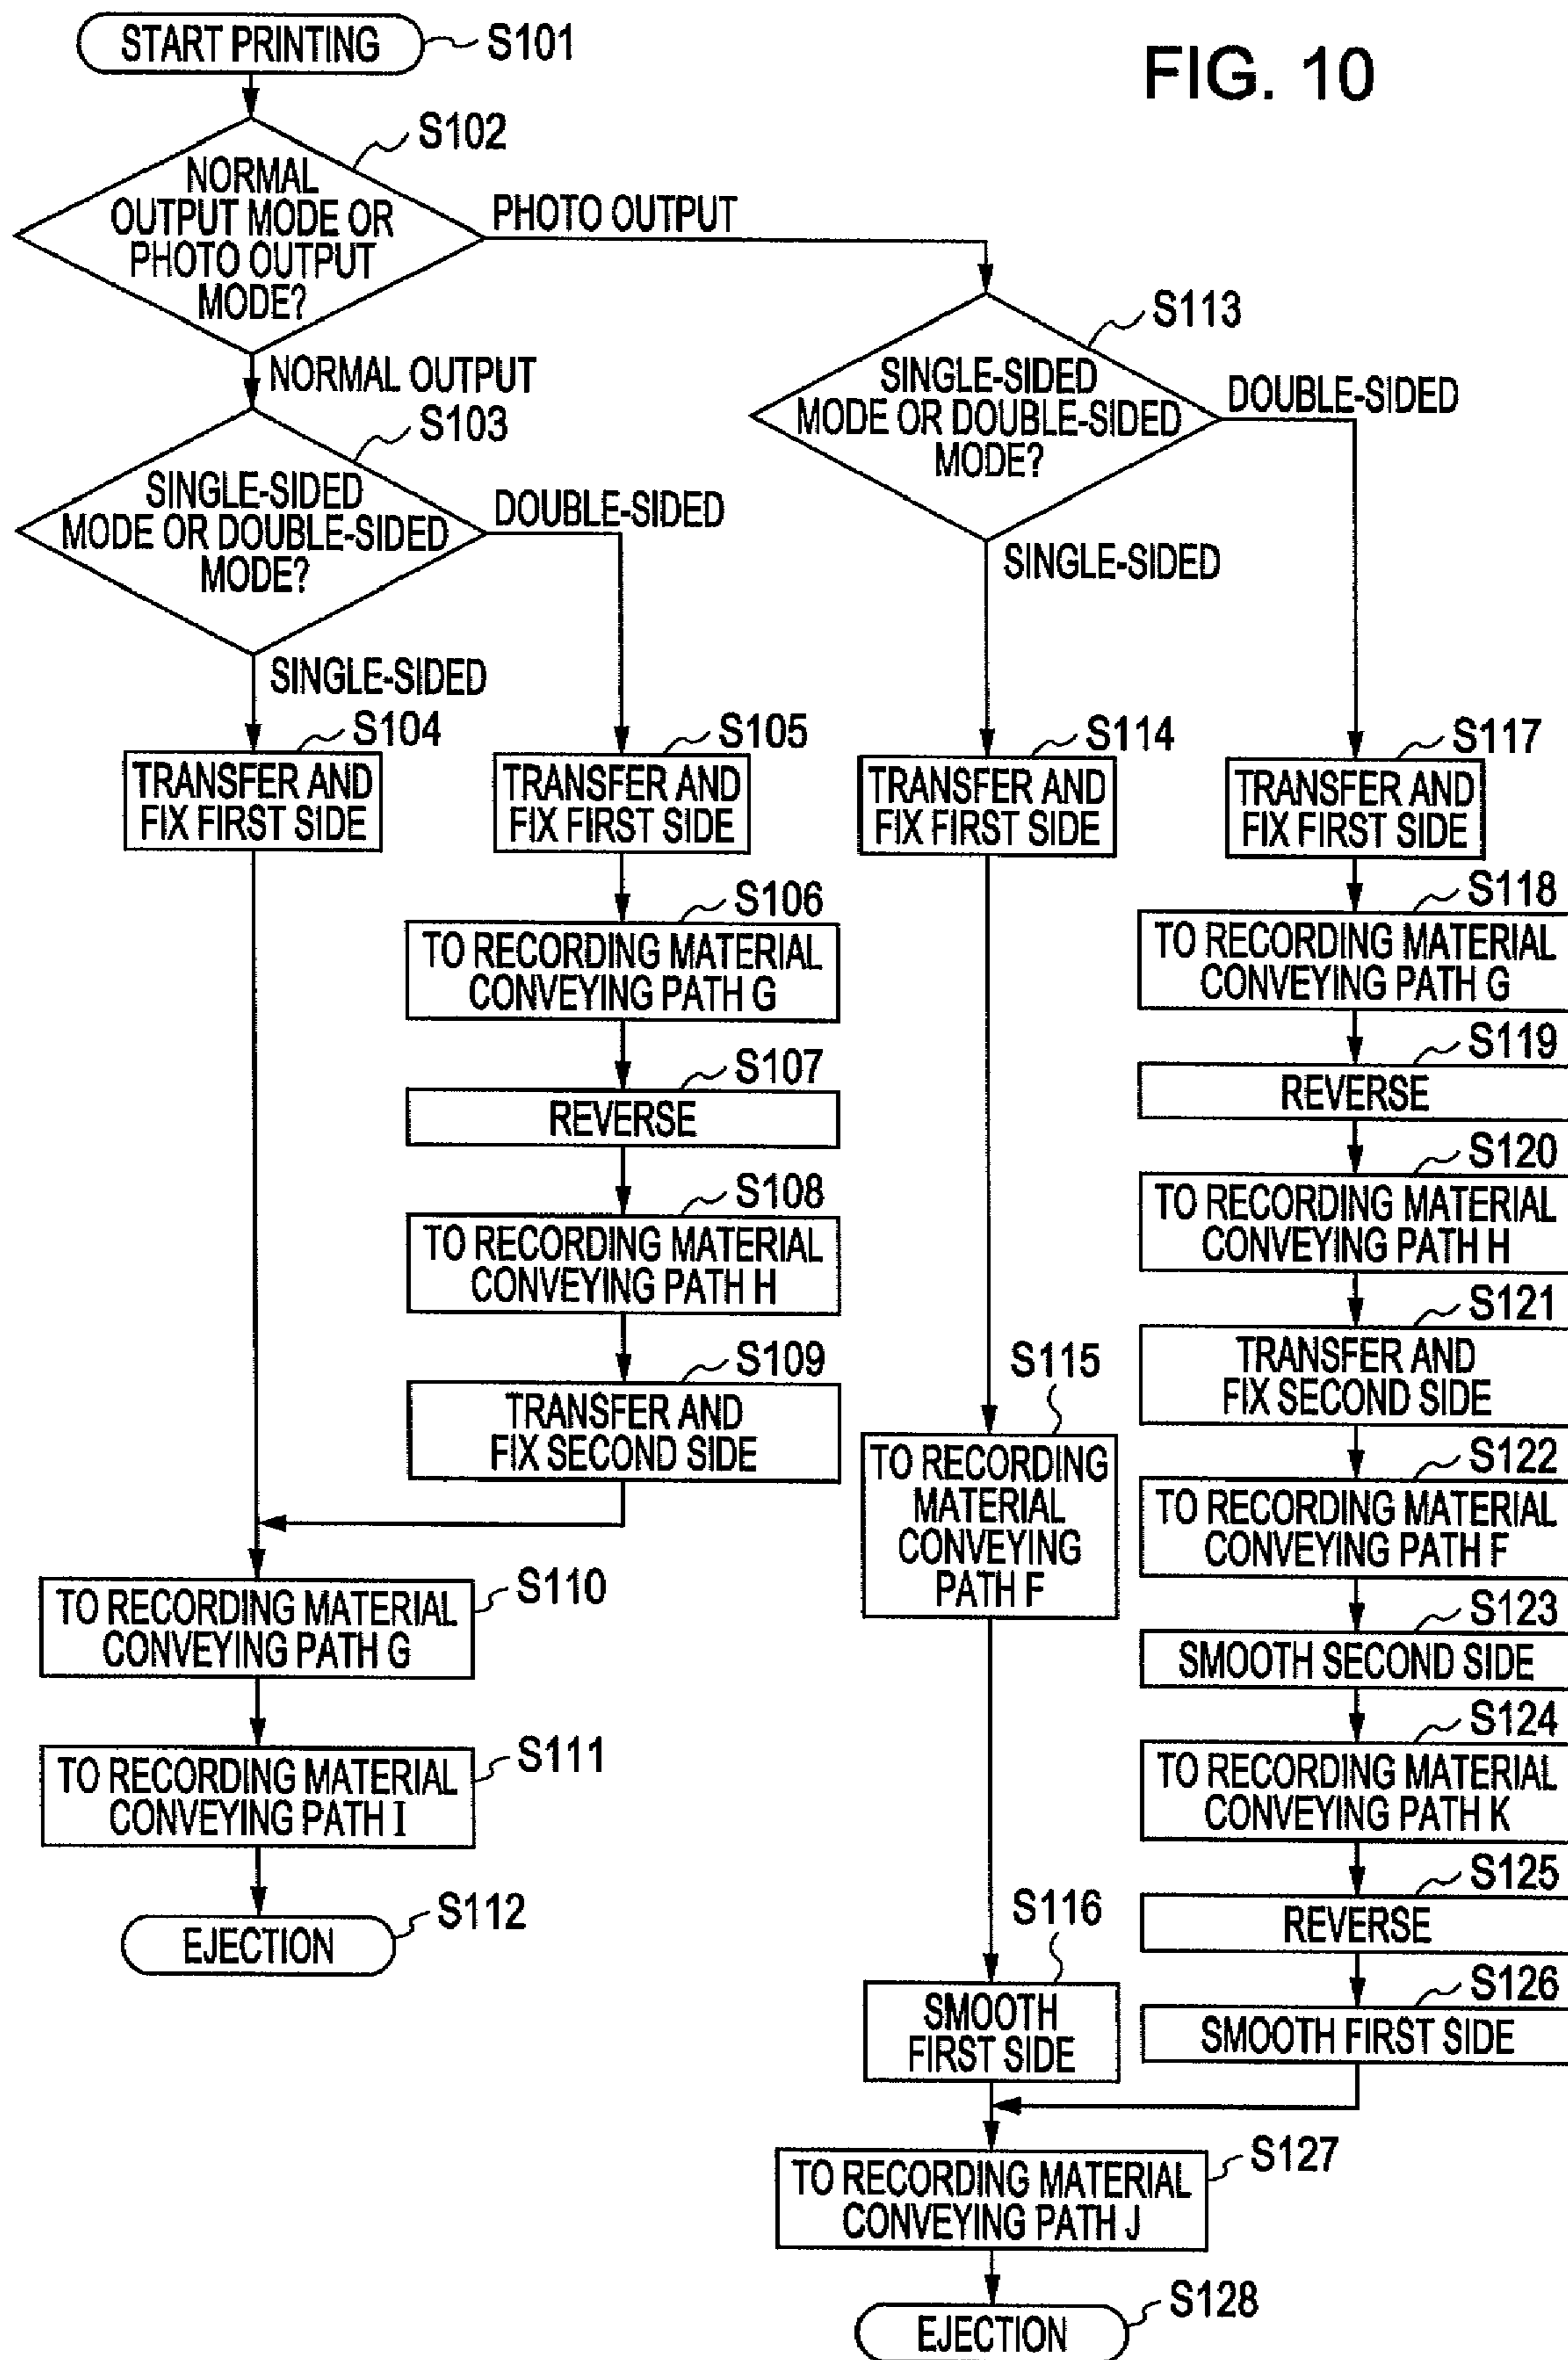 FIG. 10
START PRINTING
S101
S102
NORMAL
OUTPUT MODE OR
PHOTO OUTPUT
MODE?
PHOTO OUTPUT
NORMAL OUTPUT
S103
SINGLE-SIDED
MODE OR DOUBLE-SIDED
MODE?
DOUBLE-SIDED
SINGLE-SIDED
S104
TRANSFER AND
FIX FIRST SIDE
S105
TRANSFER AND
FIX FIRST SIDE
S106
TO RECORDING MATERIAL
CONVEYING PATH G
S107
REVERSE
S108
TO RECORDING MATERIAL
CONVEYING PATH H
S109
TRANSFER AND
FIX SECOND SIDE
S110
TO RECORDING MATERIAL
CONVEYING PATH G
S111
TO RECORDING MATERIAL
CONVEYING PATH I
S112
EJECTION
S113
SINGLE-SIDED
MODE OR DOUBLE-SIDED
MODE?
DOUBLE-SIDED
SINGLE-SIDED
S114
TRANSFER AND
FIX FIRST SIDE
S115
TO RECORDING
MATERIAL
CONVEYING
PATH F
S116
SMOOTH
FIRST SIDE
S117
TRANSFER AND
FIX FIRST SIDE
S118
TO RECORDING MATERIAL
CONVEYING PATH G
S119
REVERSE
S120
TO RECORDING MATERIAL
CONVEYING PATH H
S121
TRANSFER AND
FIX SECOND SIDE
S122
TO RECORDING MATERIAL
CONVEYING PATH F
S123
SMOOTH SECOND SIDE
S124
TO RECORDING MATERIAL
CONVEYING PATH K
S125
REVERSE
S126
SMOOTH FIRST SIDE
S127
TO RECORDING MATERIAL
CONVEYING PATH J
S128
EJECTION